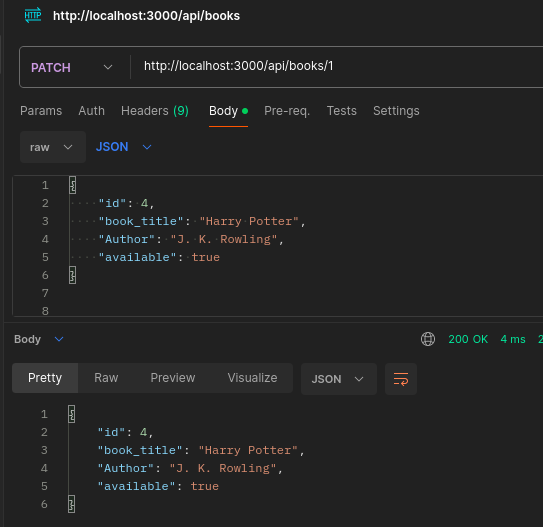 HTTP http://localhost:3000/api/books
PATCH http://localhost:3000/api/books/1
Params Auth Headers (9) Body Pre-req. Tests Settings
raw JSON
1 {
2 "id": 4,
3 "book_title": "Harry Potter",
4 "Author": "J. K. Rowling",
5 "available": true
6 }
7
8
Body 200 OK 4 ms 2
Pretty Raw Preview Visualize JSON
1 {
2 "id": 4,
3 "book_title": "Harry Potter",
4 "Author": "J. K. Rowling",
5 "available": true
6 }